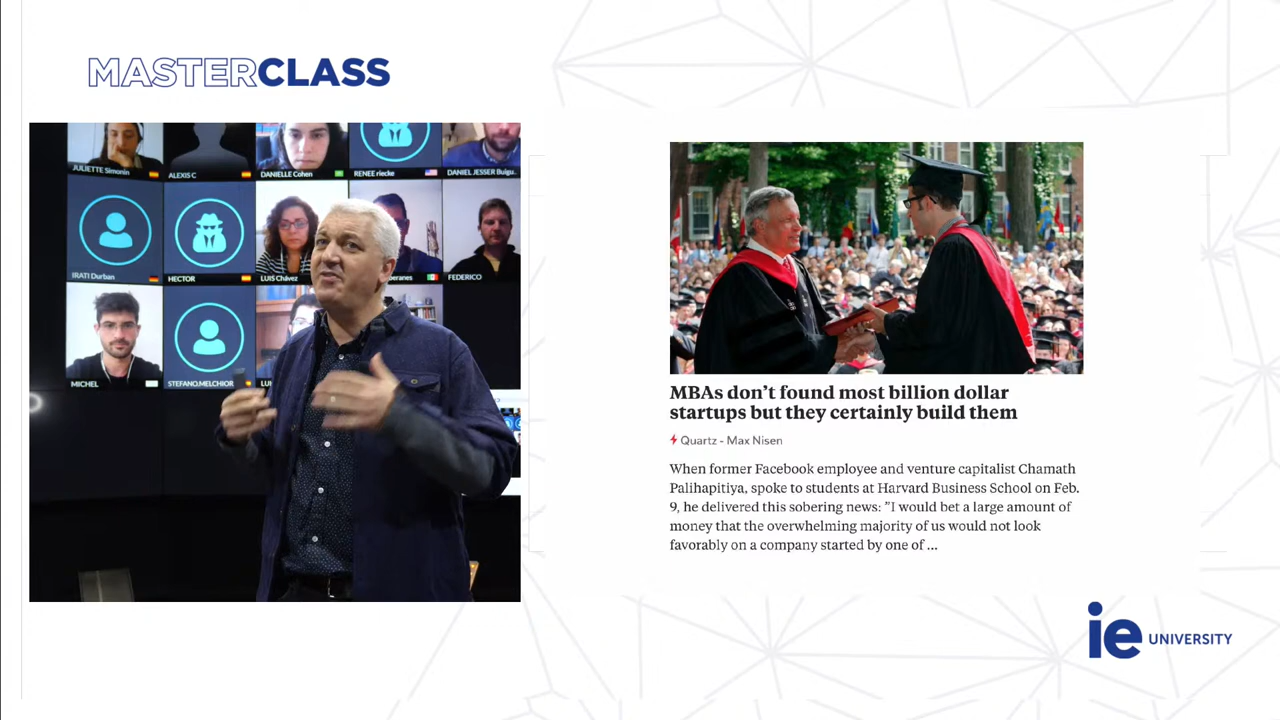 MASTERCLASS
JULIETTE Simonin
ALEXIS C
DANIELLE Cohen
RENEE riecke
DANIEL JESSER Buigu..
IRATI Durban
HECTOR
LUIS Chávez
FEDERICO
MICHEL
STEFANO.MELCHIOR
MBAs don’t found most billion dollar
startups but they certainly build them
Quartz - Max Nisen
When former Facebook employee and venture capitalist Chamath
Palihapitiya, spoke to students at Harvard Business School on Feb.
9, he delivered this sobering news: ”I would bet a large amount of
money that the overwhelming majority of us would not look
favorably on a company started by one of ...
ie UNIVERSITY